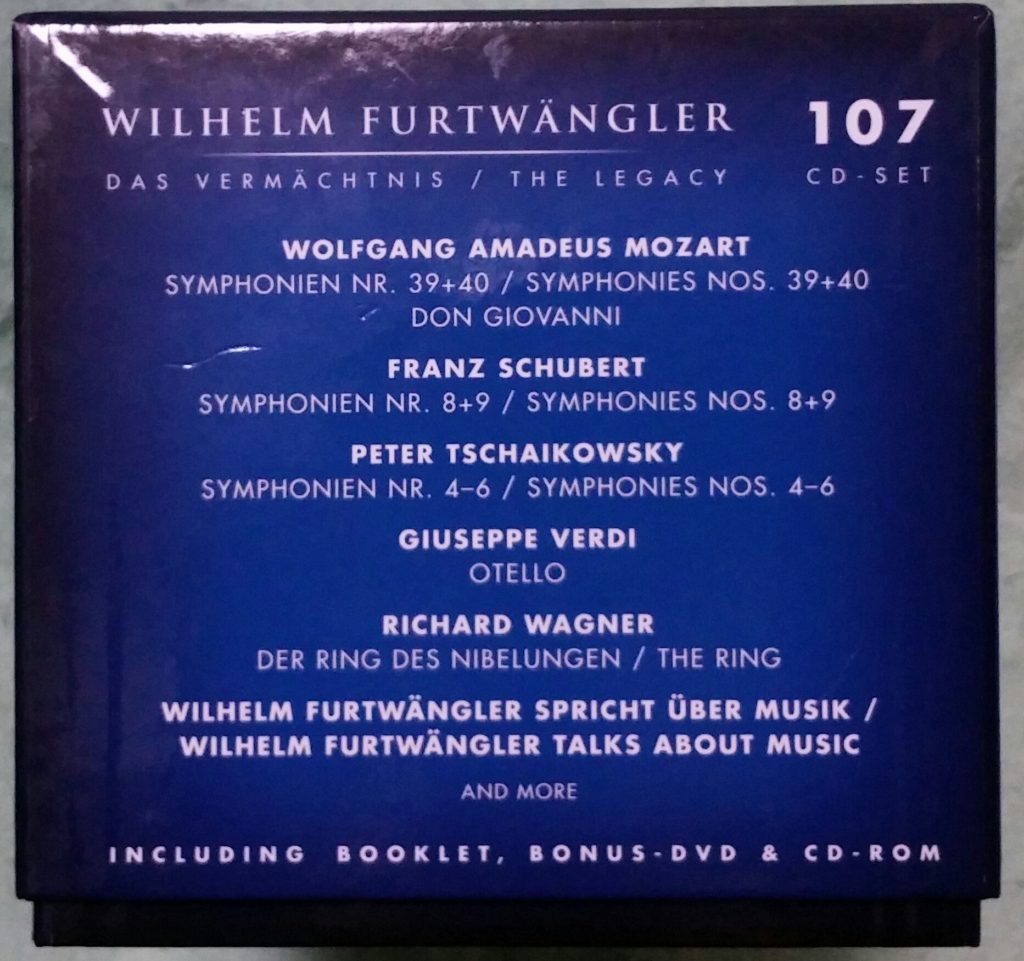 WILHELM FURTWÄNGLER 107
DAS VERMÄCHTNIS / THE LEGACY CD-SET
WOLFGANG AMADEUS MOZART
SYMPHONIEN NR. 39+40 / SYMPHONIES NOS. 39+40
DON GIOVANNI
FRANZ SCHUBERT
SYMPHONIEN NR. 8+9 / SYMPHONIES NOS. 8+9
PETER TSCHAIKOWSKY
SYMPHONIEN NR. 4–6 / SYMPHONIES NOS. 4–6
GIUSEPPE VERDI
OTELLO
RICHARD WAGNER
DER RING DES NIBELUNGEN / THE RING
WILHELM FURTWÄNGLER SPRICHT ÜBER MUSIK /
WILHELM FURTWÄNGLER TALKS ABOUT MUSIC
AND MORE
INCLUDING BOOKLET, BONUS-DVD & CD-ROM